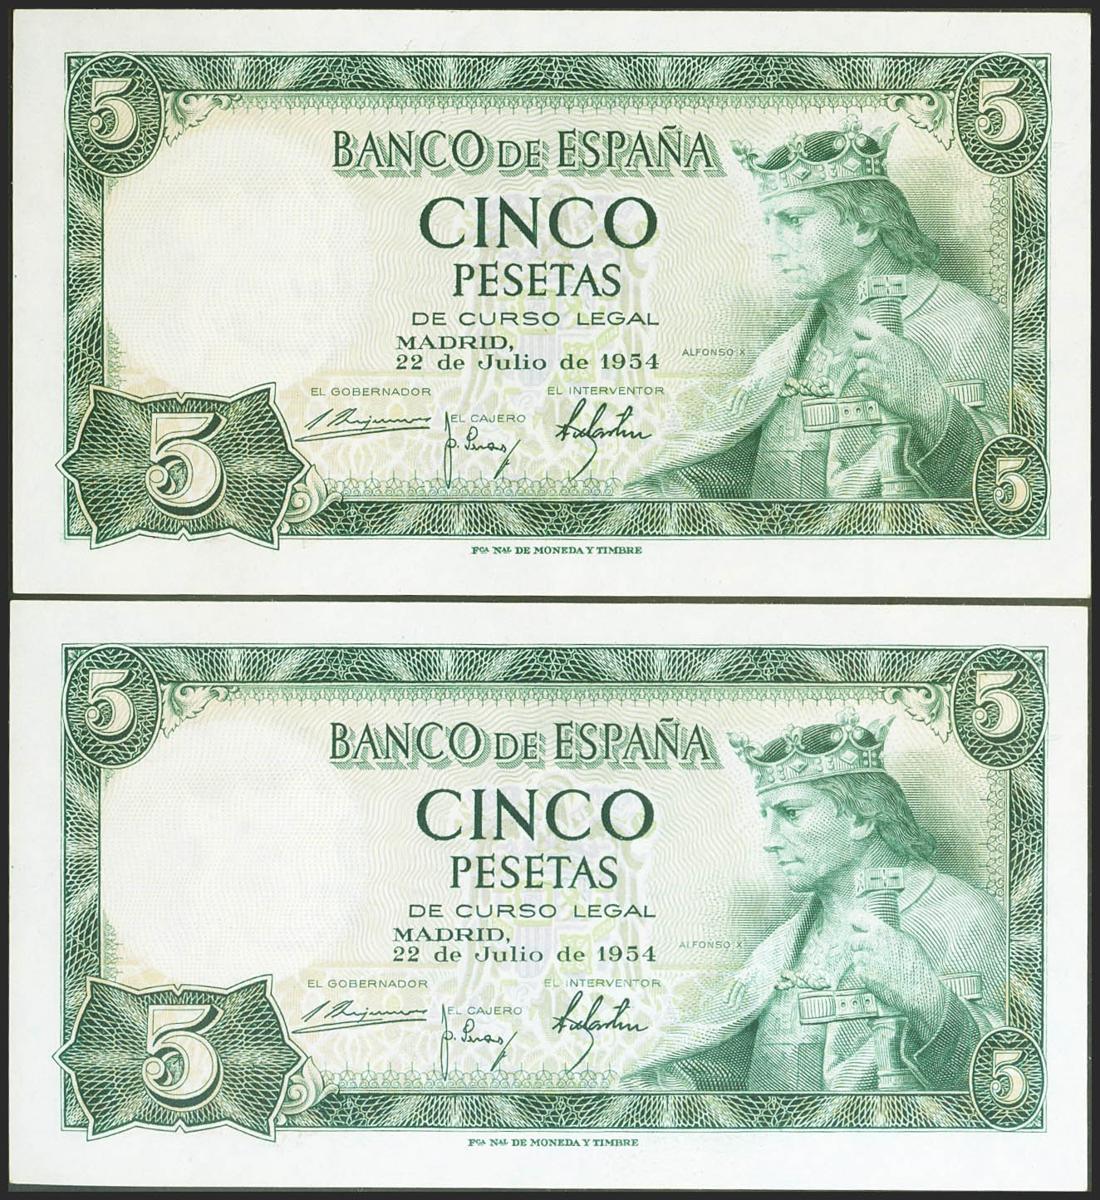 5 5
BANCO DE ESPAÑA
CINCO
PESETAS
DE CURSO LEGAL
MADRID,
22 de Julio de 1954
ALFONSO X
EL GOBERNADOR
EL INTERVENTOR
EL CAJERO
5 5
Fca Nal DE MONEDA Y TIMBRE
5 5
BANCO DE ESPAÑA
CINCO
PESETAS
DE CURSO LEGAL
MADRID,
22 de Julio de 1954
ALFONSO X
EL GOBERNADOR
EL INTERVENTOR
EL CAJERO
5 5
Fca Nal DE MONEDA Y TIMBRE